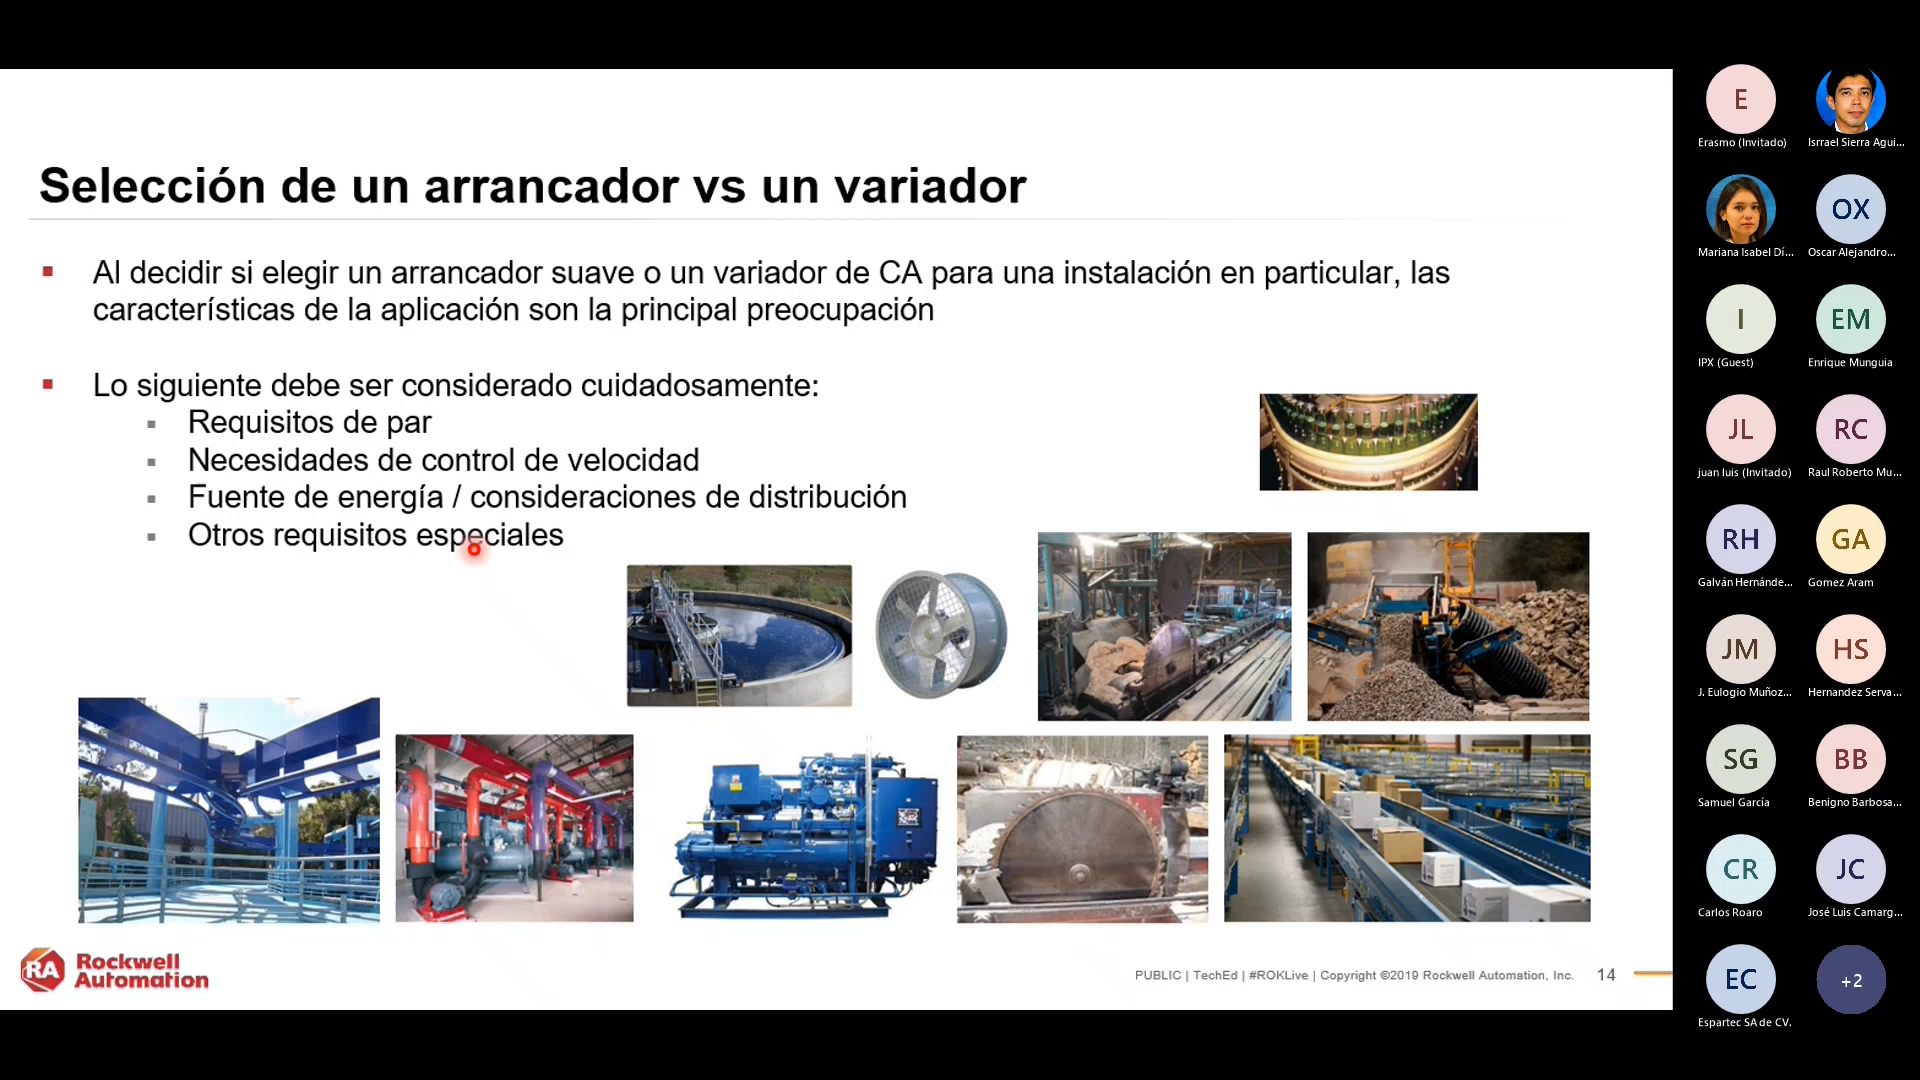 Selección de un arrancador vs un variador
Al decidir si elegir un arrancador suave o un variador de CA para una instalación en particular, las
características de la aplicación son la principal preocupación
Lo siguiente debe ser considerado cuidadosamente:
Requisitos de par
Necesidades de control de velocidad
Fuente de energía / consideraciones de distribución
Otros requisitos especiales
RA Rockwell
Automation
PUBLIC | TechEd | #ROKLive | Copyright ©2019 Rockwell Automation, Inc. 14
E
Erasmo (Invitado)
Isrrael Sierra Agui...
Mariana Isabel Dí...
OX
Oscar Alejandro...
I
IPX (Guest)
EM
Enrique Munguia
JL
juan luis (Invitado)
RC
Raul Roberto Mu...
RH
Galván Hernánde...
GA
Gomez Aram
JM
J. Eulogio Muñoz...
HS
Hernandez Serva...
SG
Samuel García
BB
Benigno Barbosa...
CR
Carlos Roaro
JC
José Luis Camarg...
EC
Espartec SA de CV.
+2